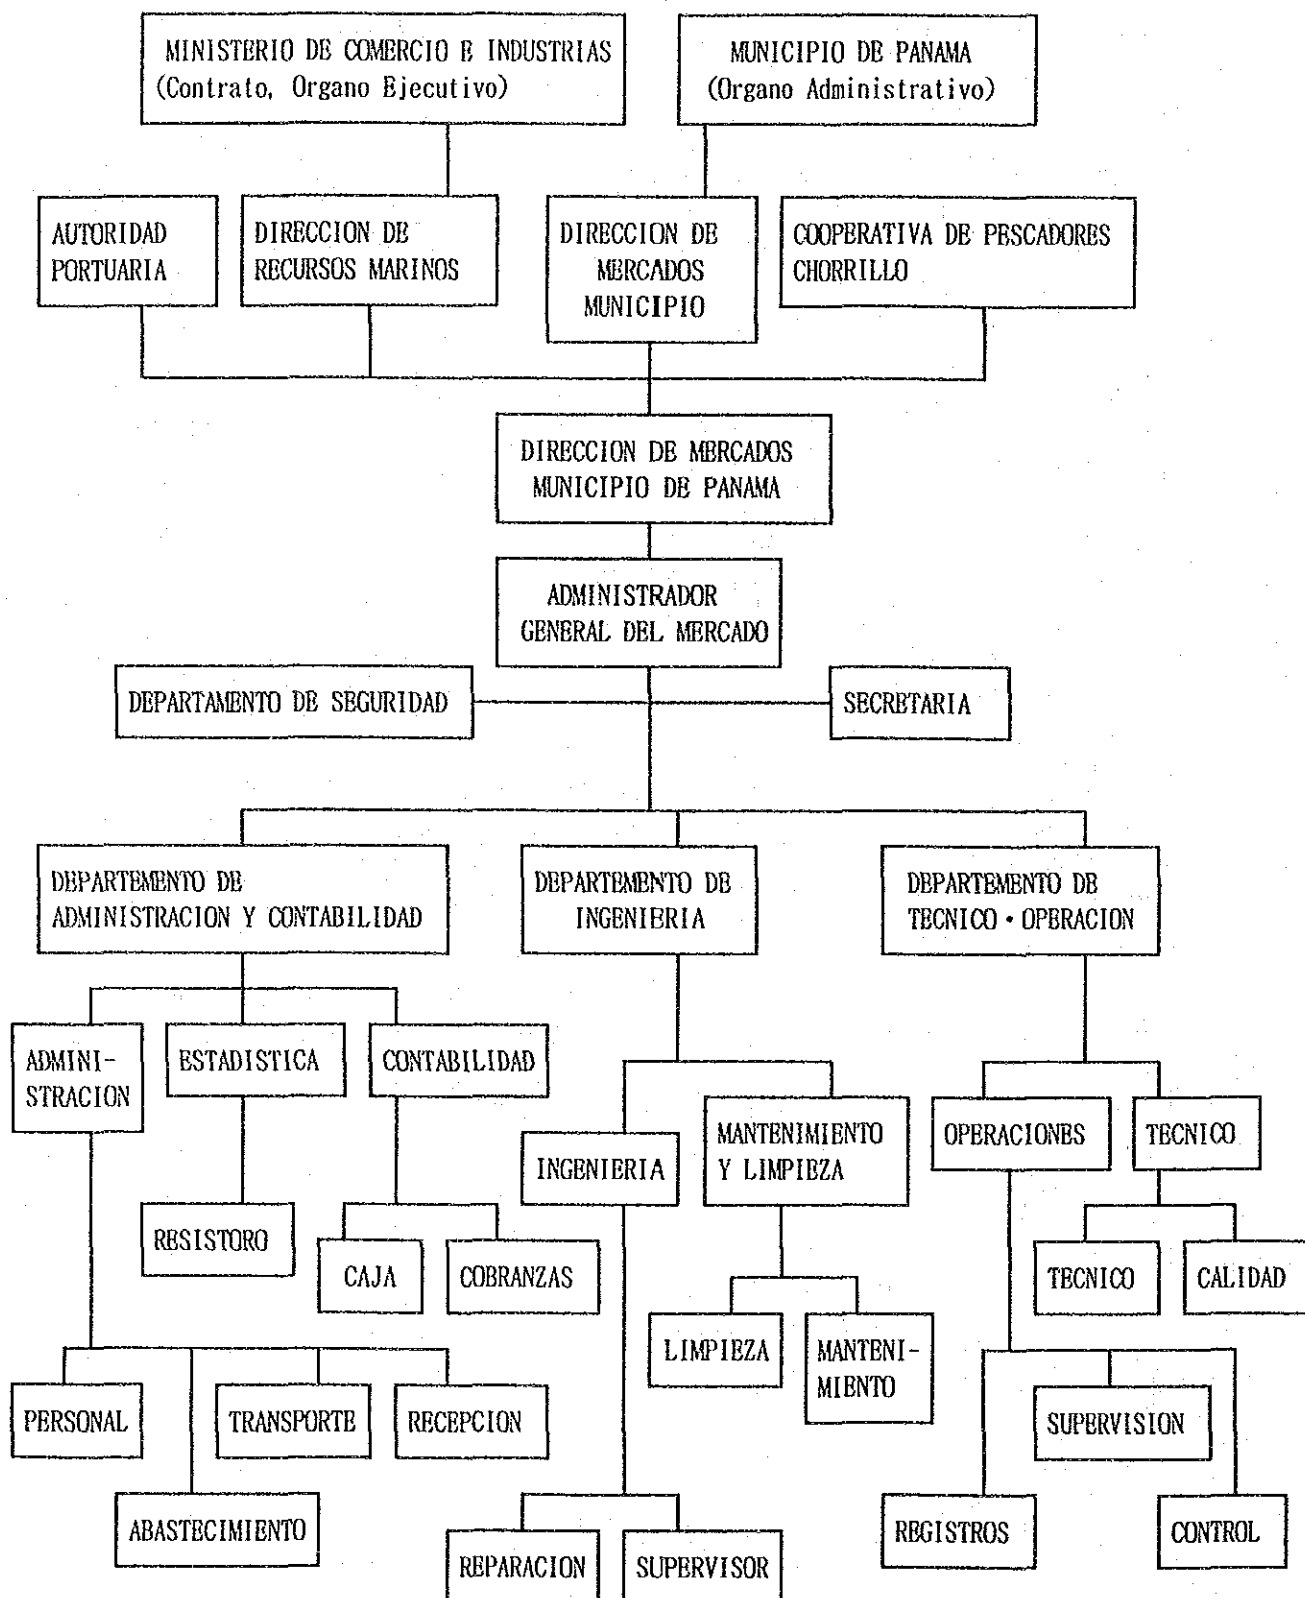 MINISTERIO DE COMERCIO E INDUSTRIAS
(Contrato, Organo Ejecutivo)
MUNICIPIO DE PANAMA
(Organo Administrativo)
AUTORIDAD
PORTUARIA
DIRECCION DE
RECURSOS MARINOS
DIRECCION DE
MERCADOS
MUNICIPIO
COOPERATIVA DE PESCADORES
CHORRILLO
DIRECCION DE MERCADOS
MUNICIPIO DE PANAMA
ADMINISTRADOR
GENERAL DEL MERCADO
DEPARTAMENTO DE SEGURIDAD
SECRETARIA
DEPARTEMENTO DE
ADMINISTRACION Y CONTABILIDAD
DEPARTEMENTO DE
INGENIERIA
DEPARTEMENTO DE
TECNICO・OPERACION
ADMINI-
STRACION
ESTADISTICA
CONTABILIDAD
INGENIERIA
MANTENIMIENTO
Y LIMPIEZA
OPERACIONES
TECNICO
RESISTORO
CAJA
COBRANZAS
LIMPIEZA
MANTENI-
MIENTO
TECNICO
CALIDAD
PERSONAL
TRANSPORTE
RECEPCION
SUPERVISION
ABASTECIMIENTO
REPARACION
SUPERVISOR
REGISTROS
CONTROL